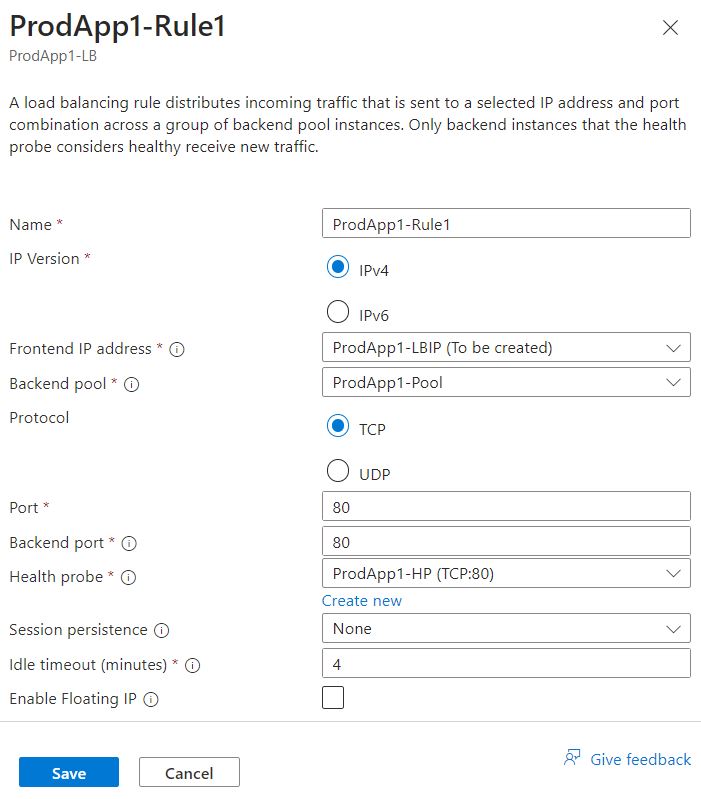 ProdApp1-Rule1
ProdApp1-LB
A load balancing rule distributes incoming traffic that is sent to a selected IP address and port
combination across a group of backend pool instances. Only backend instances that the health
probe considers healthy receive new traffic.
Name * ProdApp1-Rule1
IP Version * IPv4
IPv6
Frontend IP address * ProdApp1-LBIP (To be created)
Backend pool * ProdApp1-Pool
Protocol TCP
UDP
Port * 80
Backend port * 80
Health probe * ProdApp1-HP (TCP:80)
Create new
Session persistence None
Idle timeout (minutes) * 4
Enable Floating IP
Save Cancel Give feedback